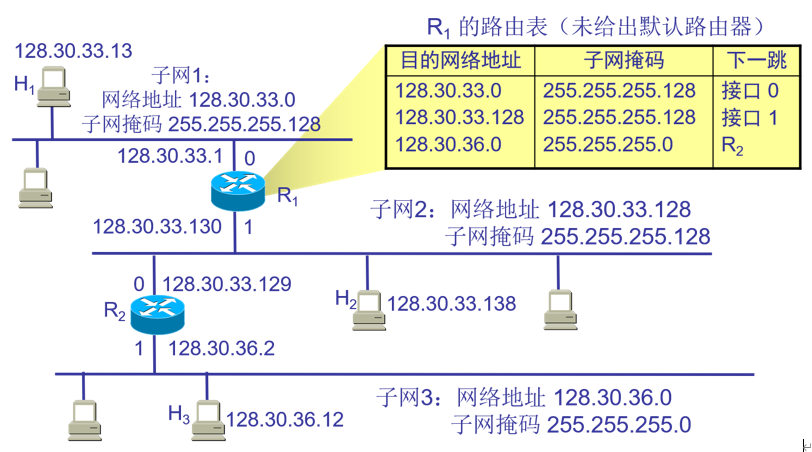 R1 的路由表（未给出默认路由器）
目的网络地址 子网掩码 下一跳
128.30.33.0 255.255.255.128 接口 0
128.30.33.128 255.255.255.128 接口 1
128.30.36.0 255.255.255.0 R2
128.30.33.13
H1
子网1：
网络地址 128.30.33.0
子网掩码 255.255.255.128
128.30.33.1 0
R1
128.30.33.130 1
子网2：网络地址 128.30.33.128
子网掩码 255.255.255.128
0 128.30.33.129
R2
H2 128.30.33.138
1 128.30.36.2
子网3：网络地址 128.30.36.0
子网掩码 255.255.255.0
H3 128.30.36.12